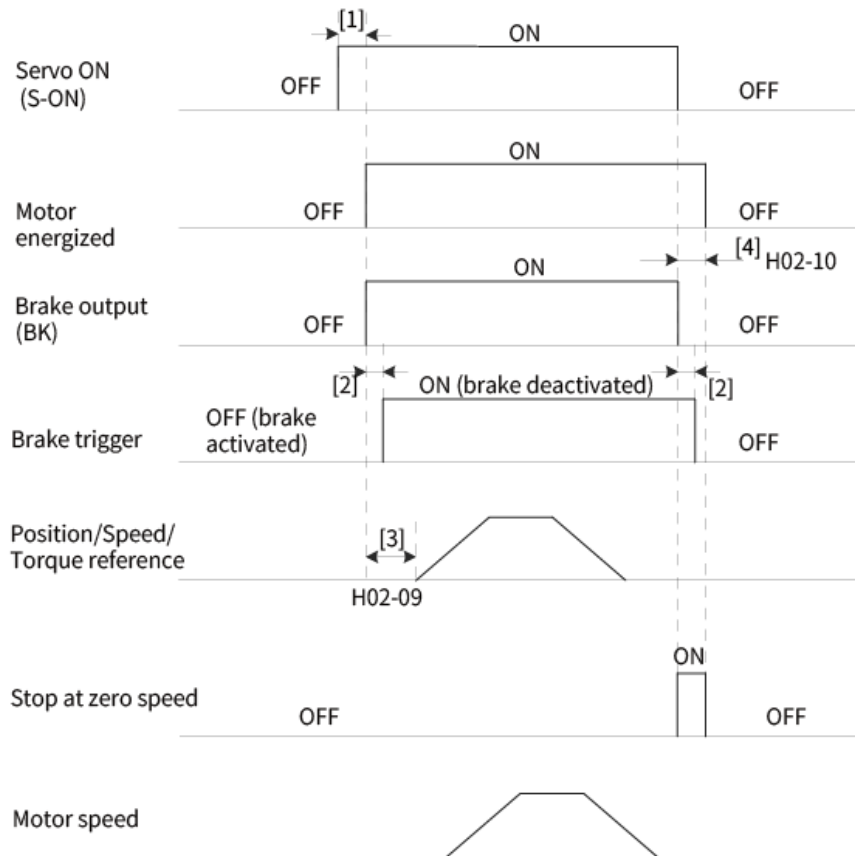 [1]
ON
Servo ON
(S-ON)
OFF
OFF
ON
Motor
energized
OFF
OFF
[4] H02-10
ON
Brake output
(BK)
OFF
OFF
[2]
ON (brake deactivated)
[2]
Brake trigger
OFF (brake
activated)
OFF
Position/Speed/
Torque reference
[3]
H02-09
ON
Stop at zero speed
OFF
OFF
Motor speed